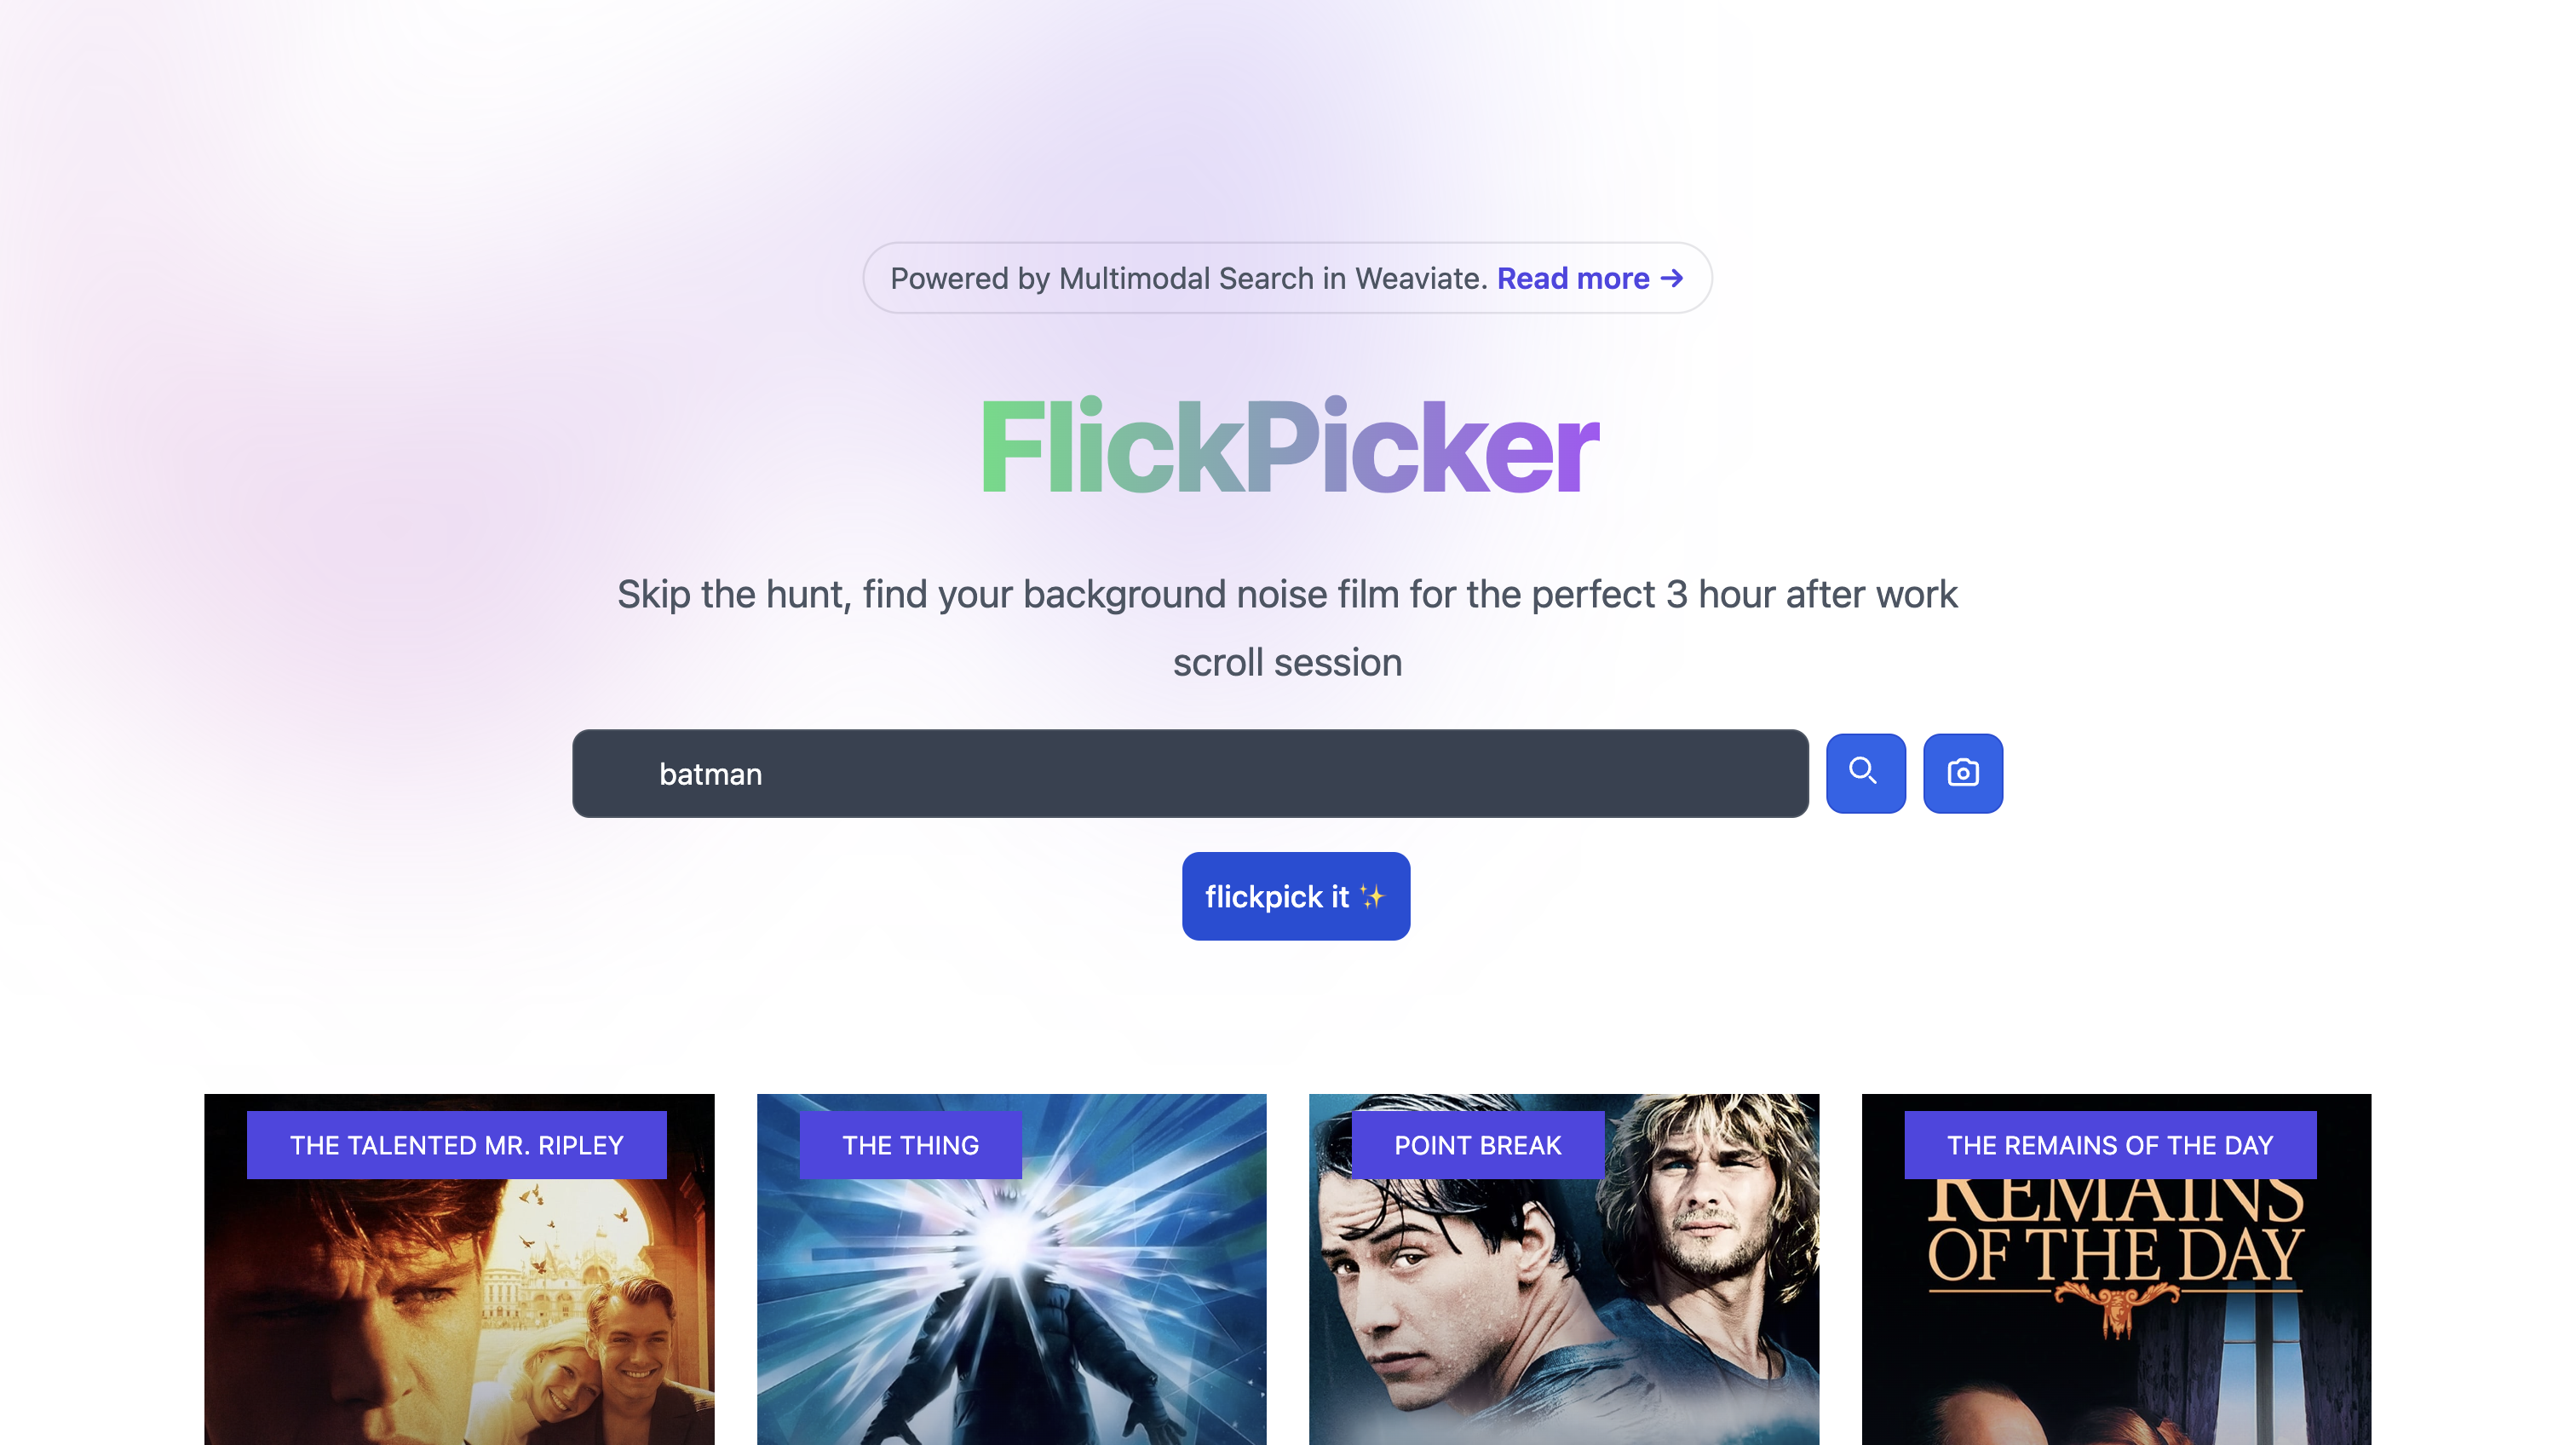 Powered by Multimodal Search in Weaviate. Read more →
FlickPicker
Skip the hunt, find your background noise film for the perfect 3 hour after work
scroll session
batman
flickpick it ✨
THE TALENTED MR. RIPLEY
THE THING
POINT BREAK
THE REMAINS OF THE DAY
REMAINS
OF THE DAY